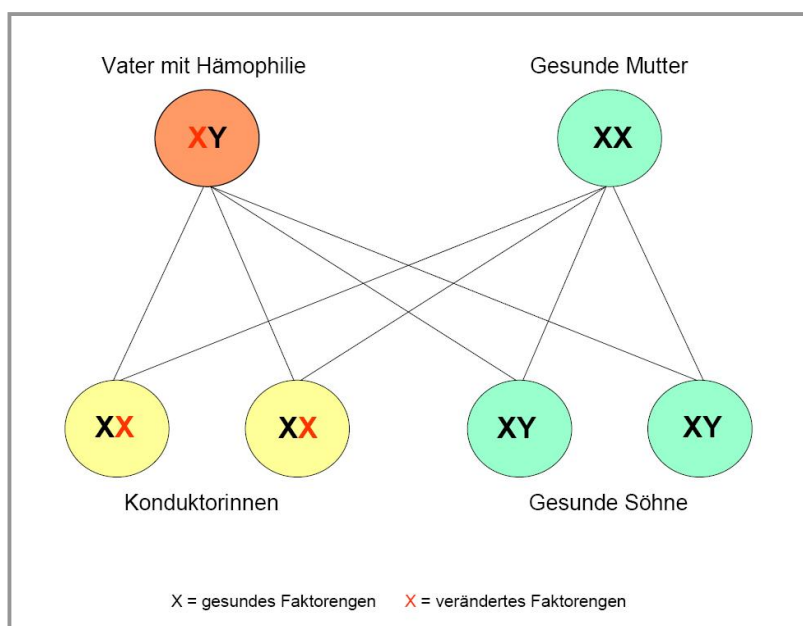 Vater mit Hämophilie
Gesunde Mutter
XY
XX
XX
XX
XY
XY
Konduktorinnen
Gesunde Söhne
X = gesundes Faktorengen
X = verändertes Faktorengen